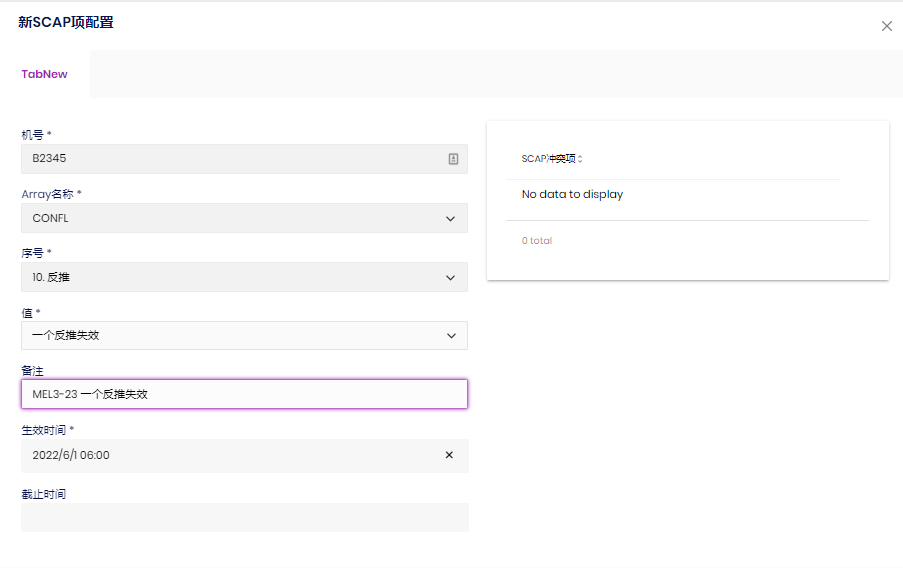 新SCAP项配置
TabNew
机号 *
B2345
Array名称 *
CONFL
序号 *
10. 反推
值 *
一个反推失效
备注
MEL3-23 一个反推失效
生效时间 *
2022/6/1 06:00
截止时间
SCAP冲突项
No data to display
0 total